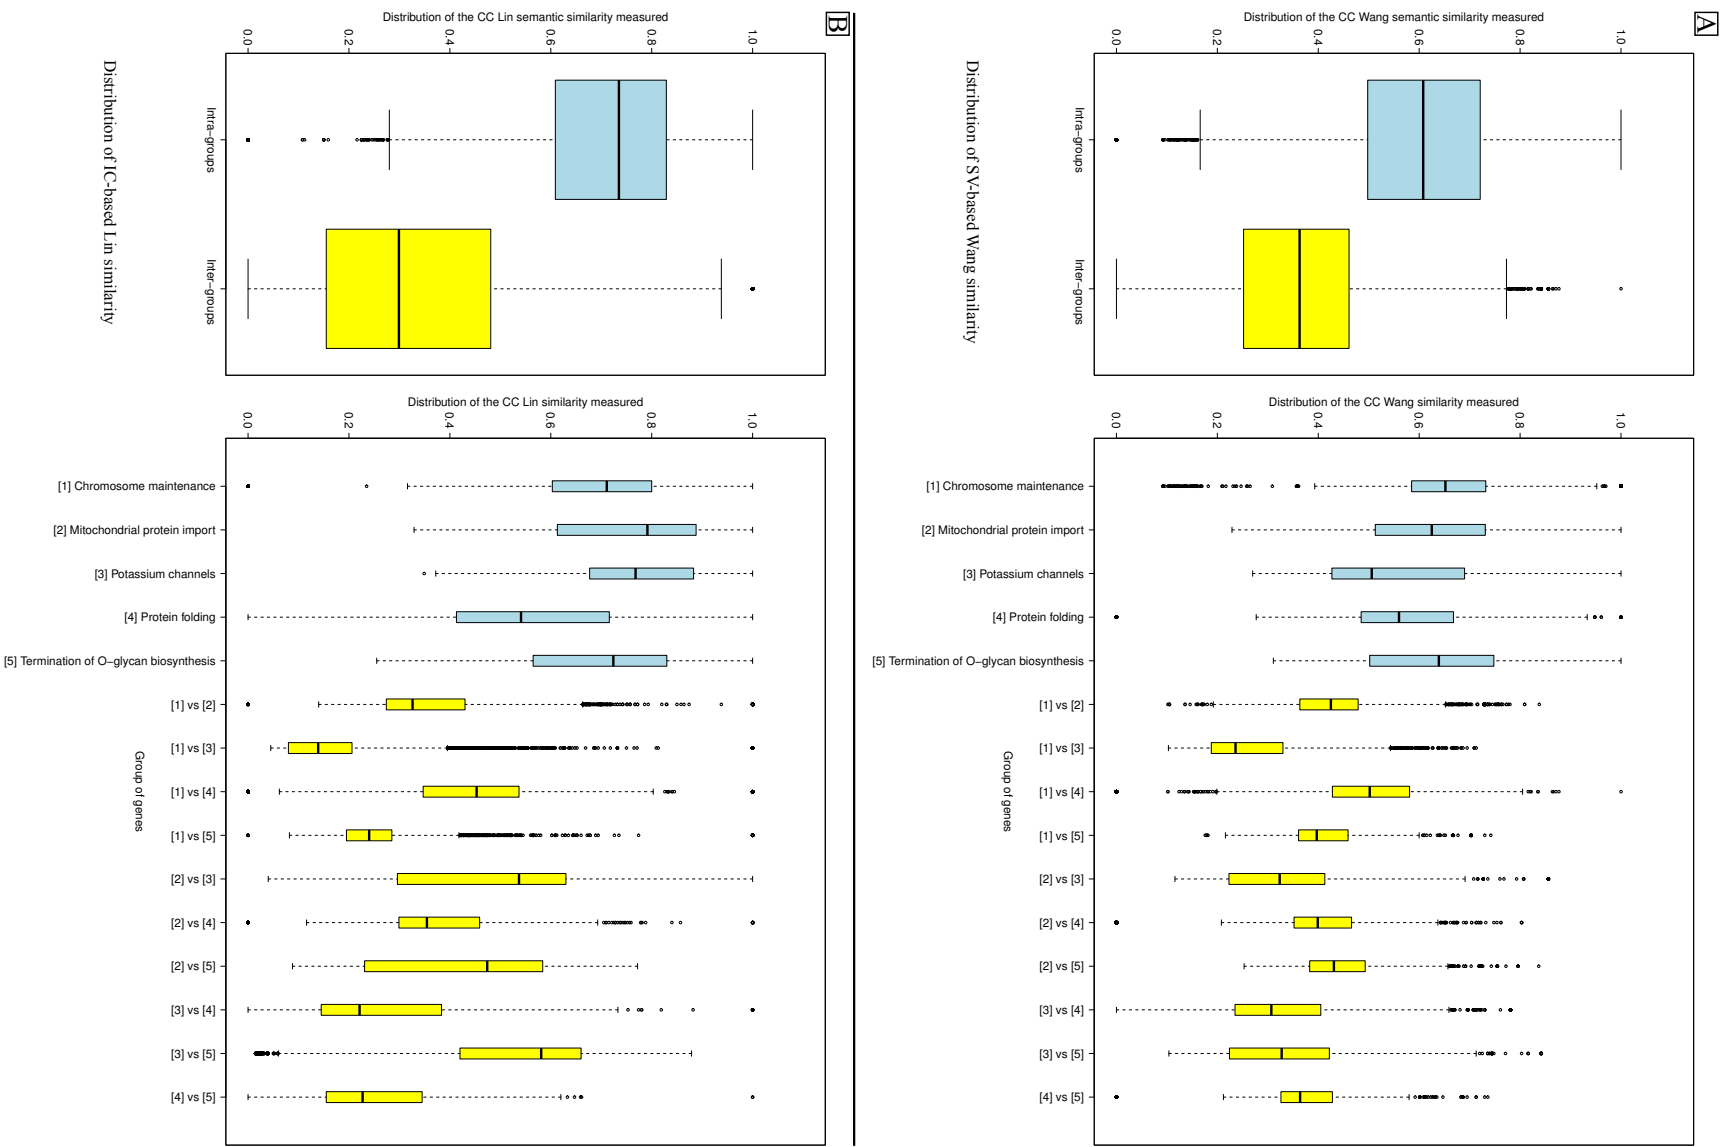 A
Distribution of the CC Wang semantic similarity measured
0.0
0.2
0.4
0.6
0.8
1.0
Intra−groups
Inter−groups
Distribution of SV-based Wang similarity
Distribution of the CC Wang similarity measured
0.0
0.2
0.4
0.6
0.8
1.0
[1] Chromosome maintenance
[2] Mitochondrial protein import
[3] Potassium channels
[4] Protein folding
[5] Termination of O−glycan biosynthesis
[1] vs [2]
[1] vs [3]
[1] vs [4]
[1] vs [5]
[2] vs [3]
[2] vs [4]
[2] vs [5]
[3] vs [4]
[3] vs [5]
[4] vs [5]
Group of genes
B
Distribution of the CC Lin semantic similarity measured
0.0
0.2
0.4
0.6
0.8
1.0
Intra−groups
Inter−groups
Distribution of IC-based Lin similarity
Distribution of the CC Lin similarity measured
0.0
0.2
0.4
0.6
0.8
1.0
[1] Chromosome maintenance
[2] Mitochondrial protein import
[3] Potassium channels
[4] Protein folding
[5] Termination of O−glycan biosynthesis
[1] vs [2]
[1] vs [3]
[1] vs [4]
[1] vs [5]
[2] vs [3]
[2] vs [4]
[2] vs [5]
[3] vs [4]
[3] vs [5]
[4] vs [5]
Group of genes